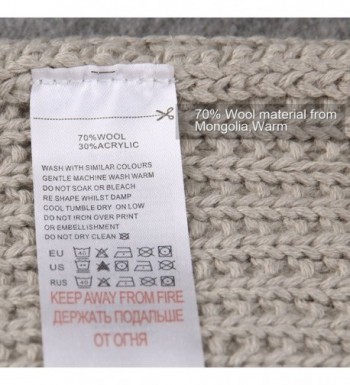 70%WOOL
30%ACRYLIC
70% Wool material from
Mongolia,Warm
WASH WITH SIMILAR COLOURS
GENTLE MACHINE WASH WARM
DO NOT SOAK OR BLEACH
RE SHAPE WHILST DAMP
COOL TUMBLE DRY ON LOW
DO NOT IRON PRINT
OR EMBELLISHMENT
DO NOT DRY CLEAN
EU
US
RUS
KEEP AWAY FROM FIRE
ДЕРЖАТЬ ПОДАЛЬШЕ
ОТ ОГНЯ